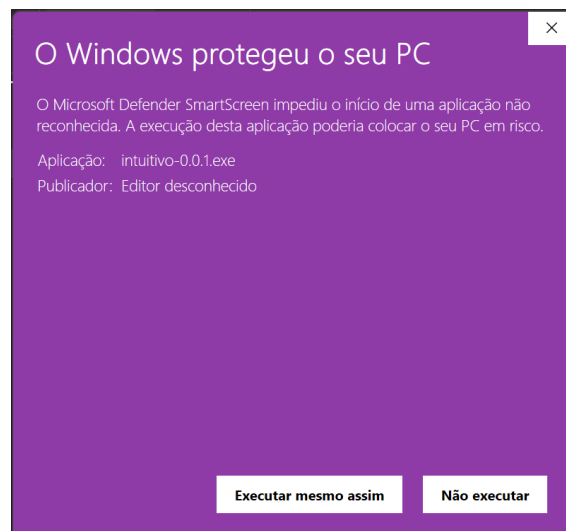 O Windows protegeu o seu PC
O Microsoft Defender SmartScreen impediu o início de uma aplicação não
reconhecida. A execução desta aplicação poderia colocar o seu PC em risco.
Aplicação: intuitivo-0.0.1.exe
Publicador: Editor desconhecido
Executar mesmo assim
Não executar